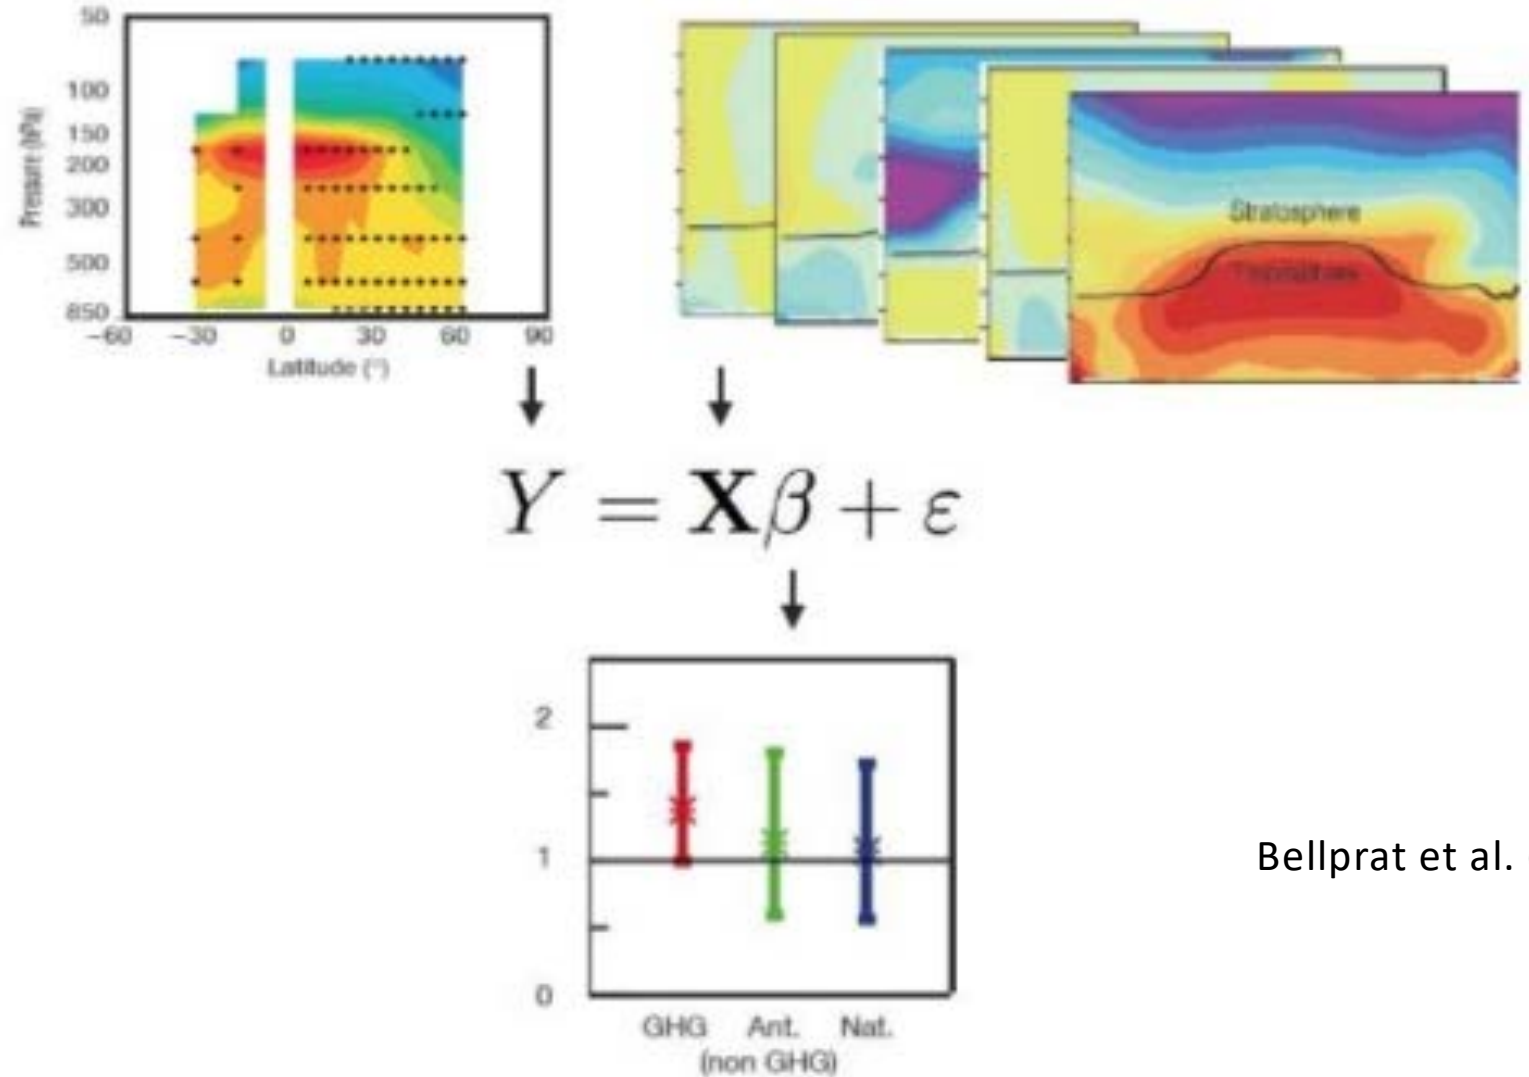 50
100
150
200
300
500
850
Pressure (hPa)
−60 −30 0 30 60 90
Latitude (°)
Stratosphere
Y = Xβ + ε
2
1
0
GHG Ant. Nat.
(non GHG)
Bellprat et al.